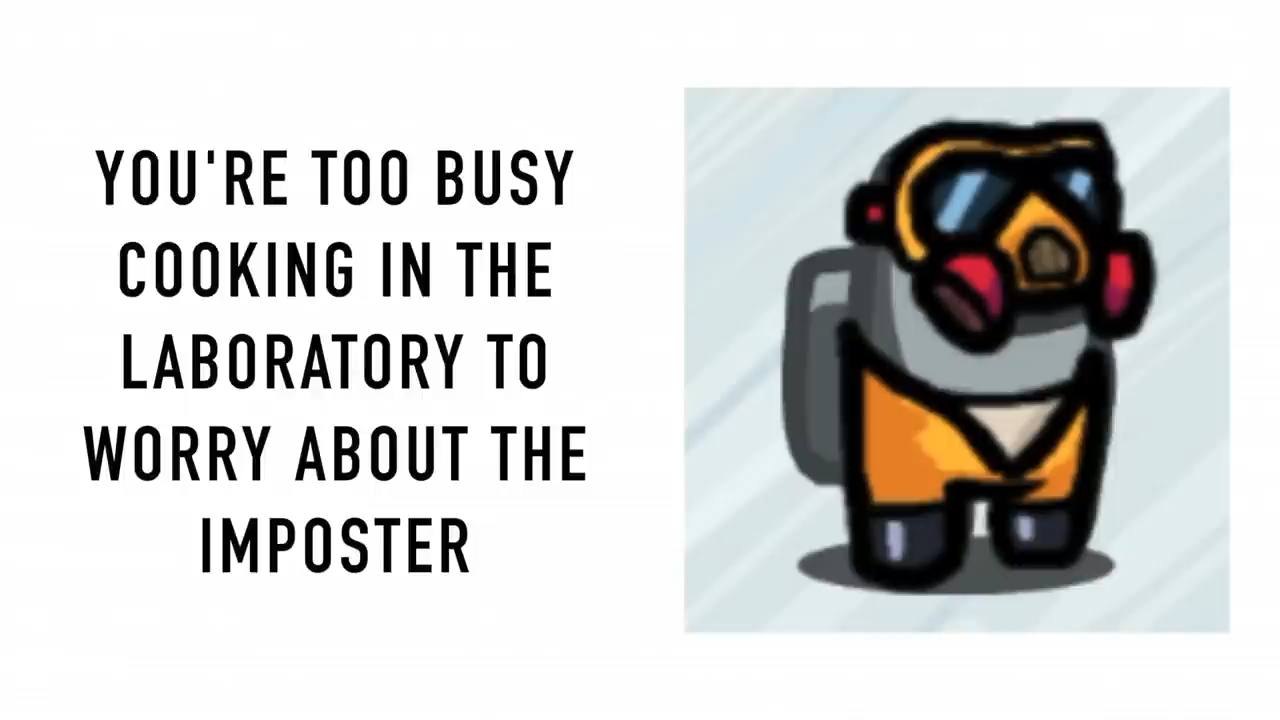 YOU'RE TOO BUSY
COOKING IN THE
LABORATORY TO
WORRY ABOUT THE
IMPOSTER